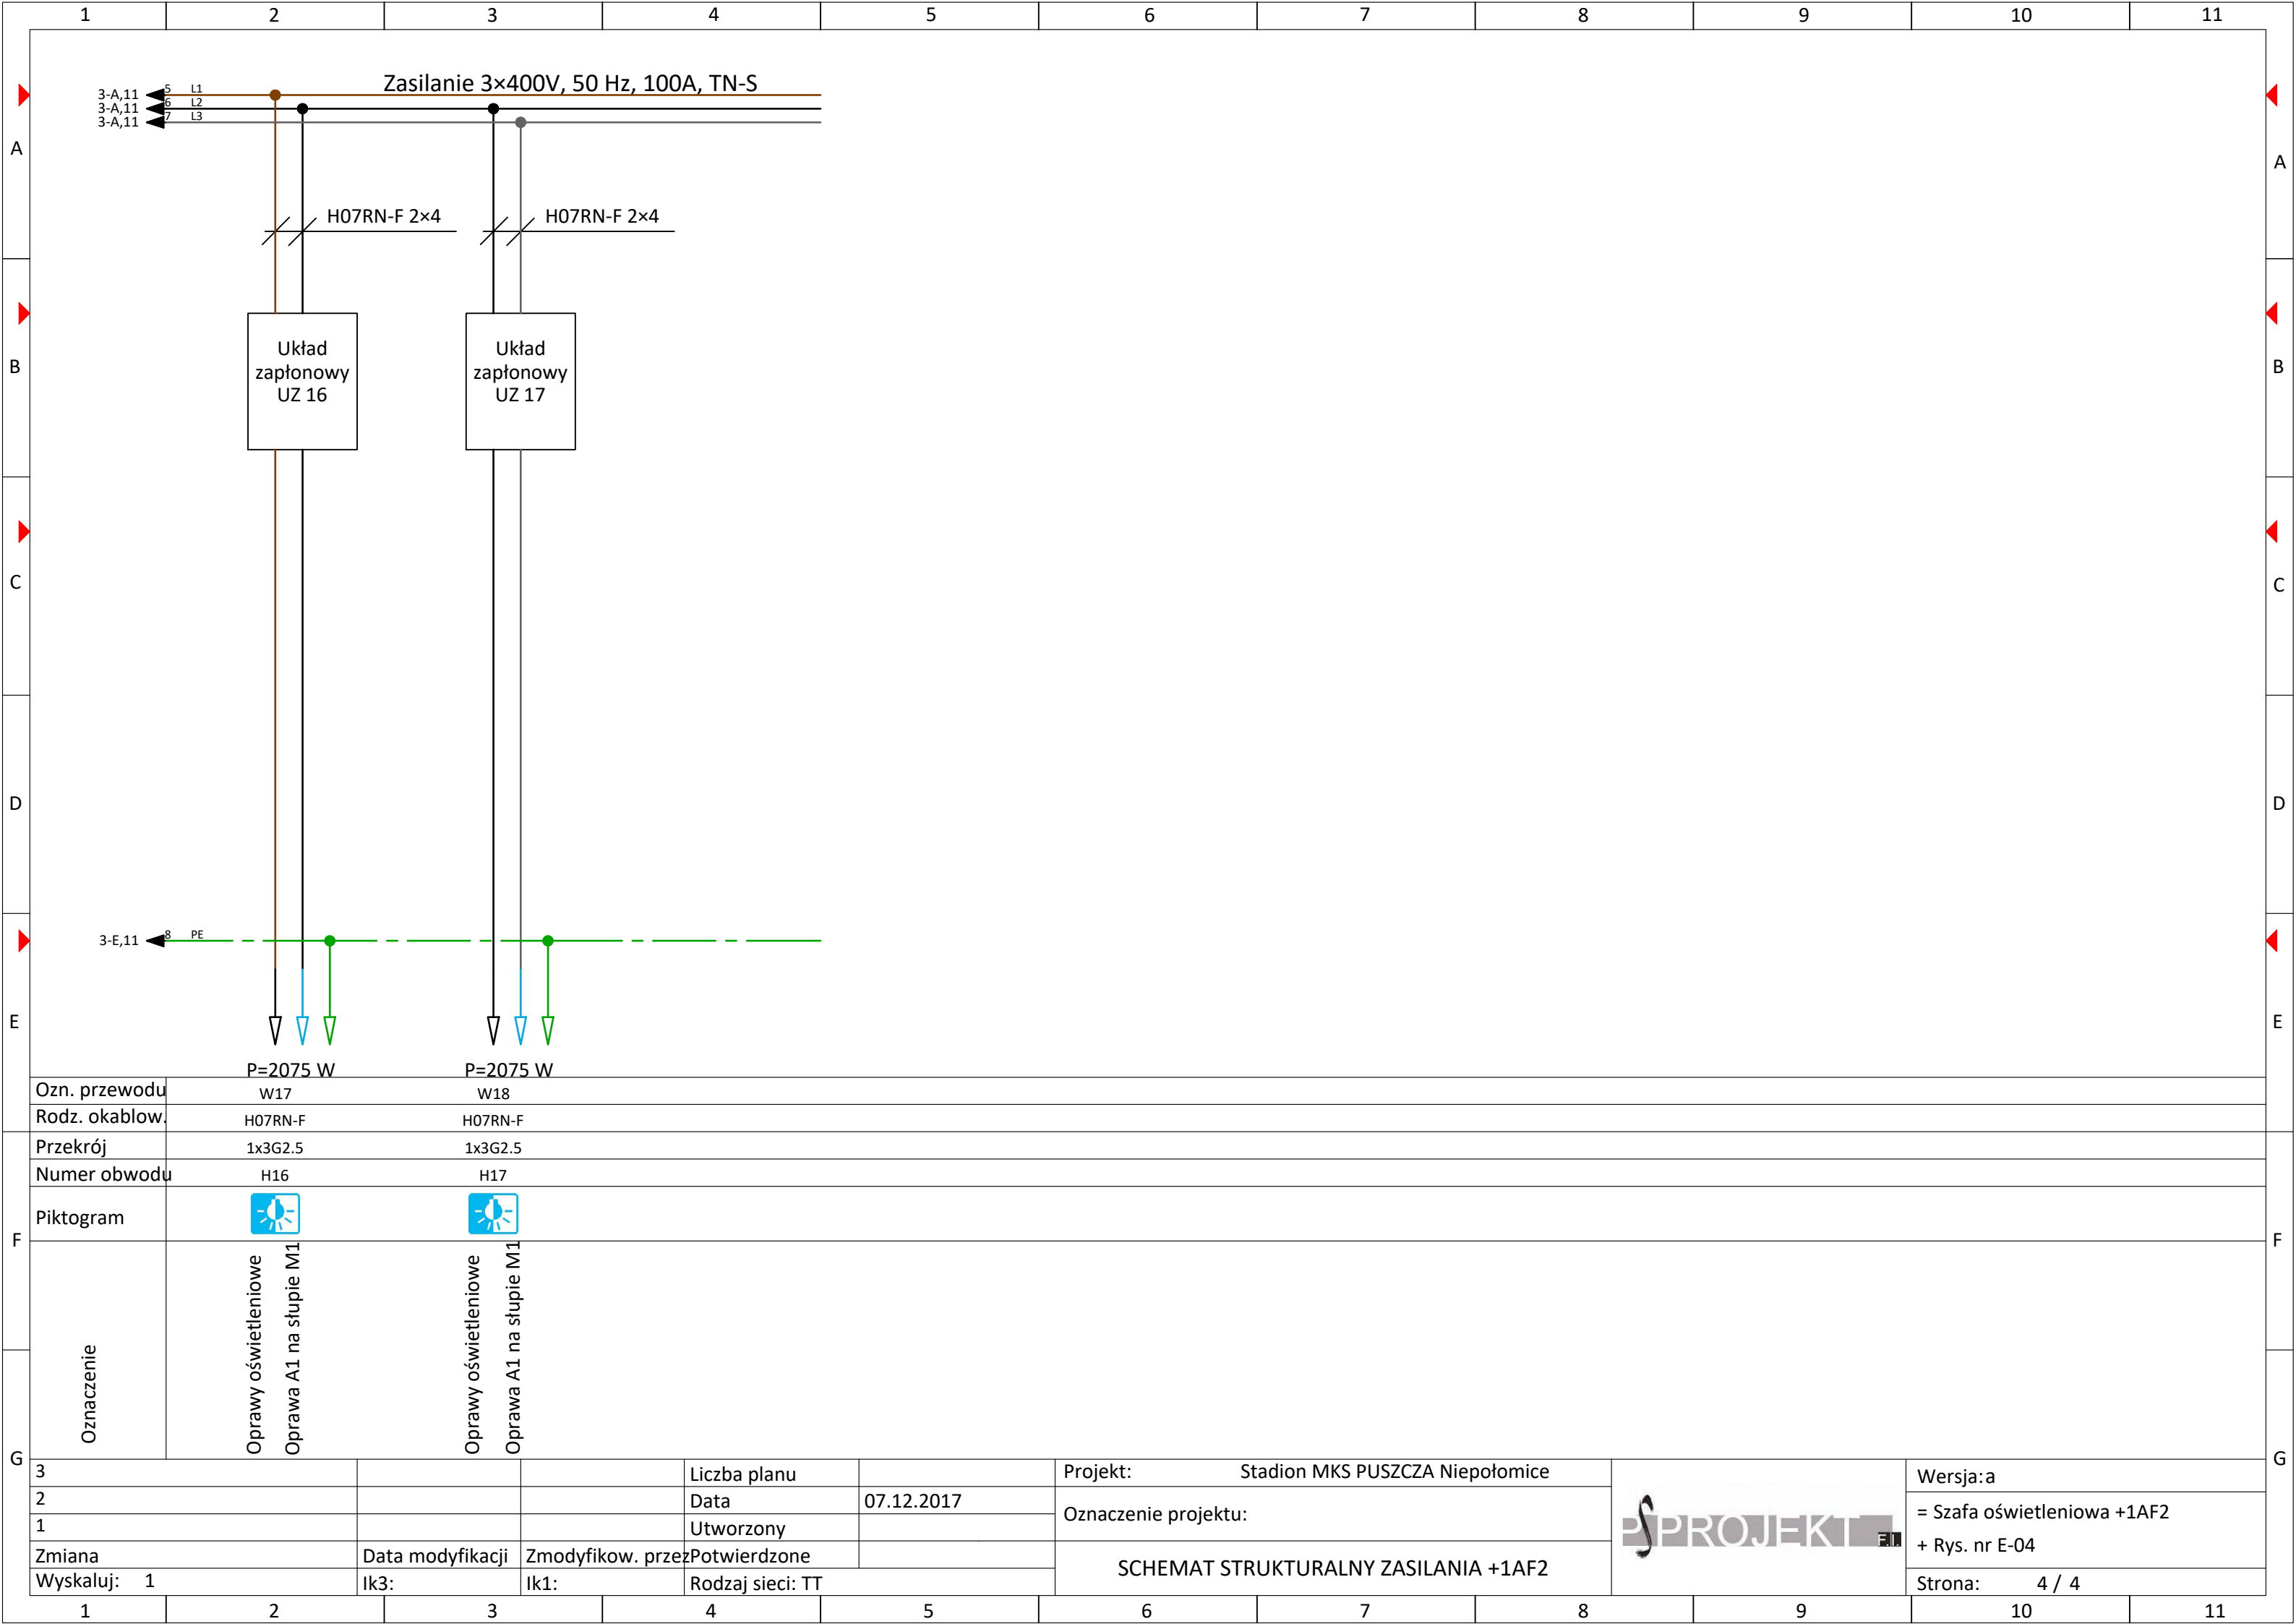 1 2 3 4 5 6 7 8 9 10 11
Zasilanie 3×400V, 50 Hz, 100A, TN-S
3-A,11 5 L1
3-A,11 6 L2
3-A,11 7 L3
A A
H07RN-F 2×4 H07RN-F 2×4
Układ
zapłonowy
UZ 16
Układ
zapłonowy
UZ 17
B B
C C
D D
3-E,11 8 PE
E E
P=2075 W P=2075 W
Ozn. przewodu W17 W18
Rodz. okablow. H07RN-F H07RN-F
Przekrój 1x3G2.5 1x3G2.5
Numer obwodu H16 H17
Piktogram
F F
Oznaczenie
Oprawy oświetleniowe
Oprawa A1 na słupie M1
Oprawy oświetleniowe
Oprawa A1 na słupie M1
G G
3 Liczba planu
2 Data 07.12.2017
1 Utworzony
Zmiana Data modyfikacji Zmodyfikow. przez Potwierdzone
Wyskaluj: 1 Ik3: Ik1: Rodzaj sieci: TT
Projekt: Stadion MKS PUSZCZA Niepołomice
Oznaczenie projektu:
SCHEMAT STRUKTURALNY ZASILANIA +1AF2
PS PROJEKT F.I.
Wersja:a
= Szafa oświetleniowa +1AF2
+ Rys. nr E-04
Strona: 4 / 4
1 2 3 4 5 6 7 8 9 10 11